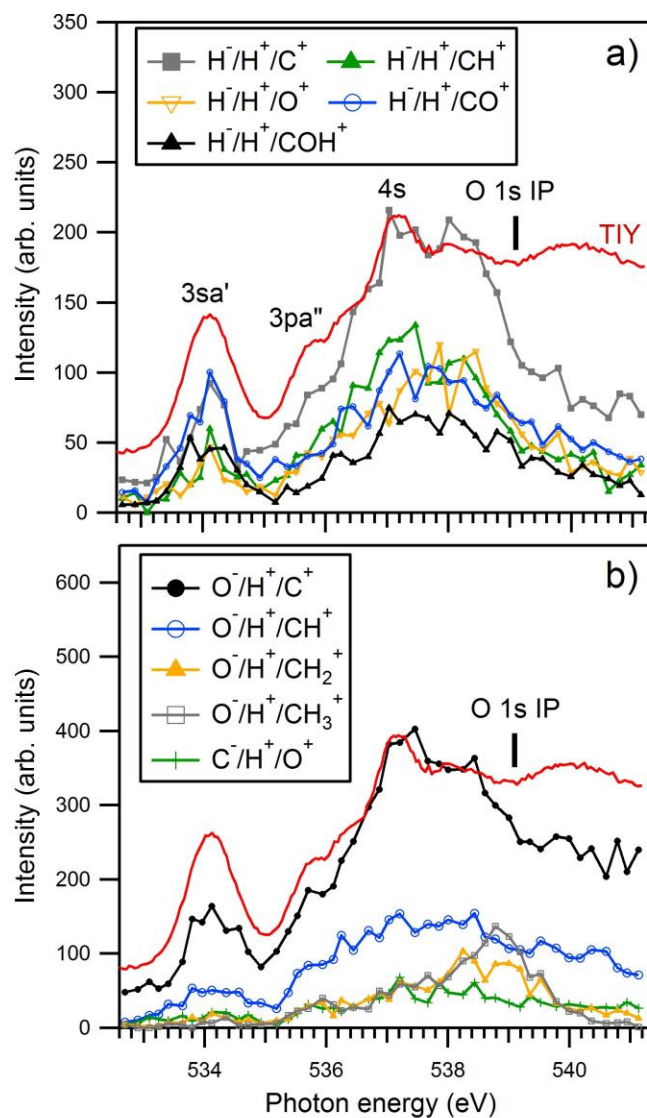 350
300
250
200
150
100
50
0
Intensity (arb. units)
a)
H⁻/H⁺/C⁺ H⁻/H⁺/CH⁺
H⁻/H⁺/O⁺ H⁻/H⁺/CO⁺
H⁻/H⁺/COH⁺
4s O 1s IP
TIY
3sa'
3pa"
600
500
400
300
200
100
0
Intensity (arb. units)
b)
O⁻/H⁺/C⁺
O⁻/H⁺/CH⁺
O⁻/H⁺/CH₂⁺
O⁻/H⁺/CH₃⁺
C⁻/H⁺/O⁺
O 1s IP
534 536 538 540
Photon energy (eV)